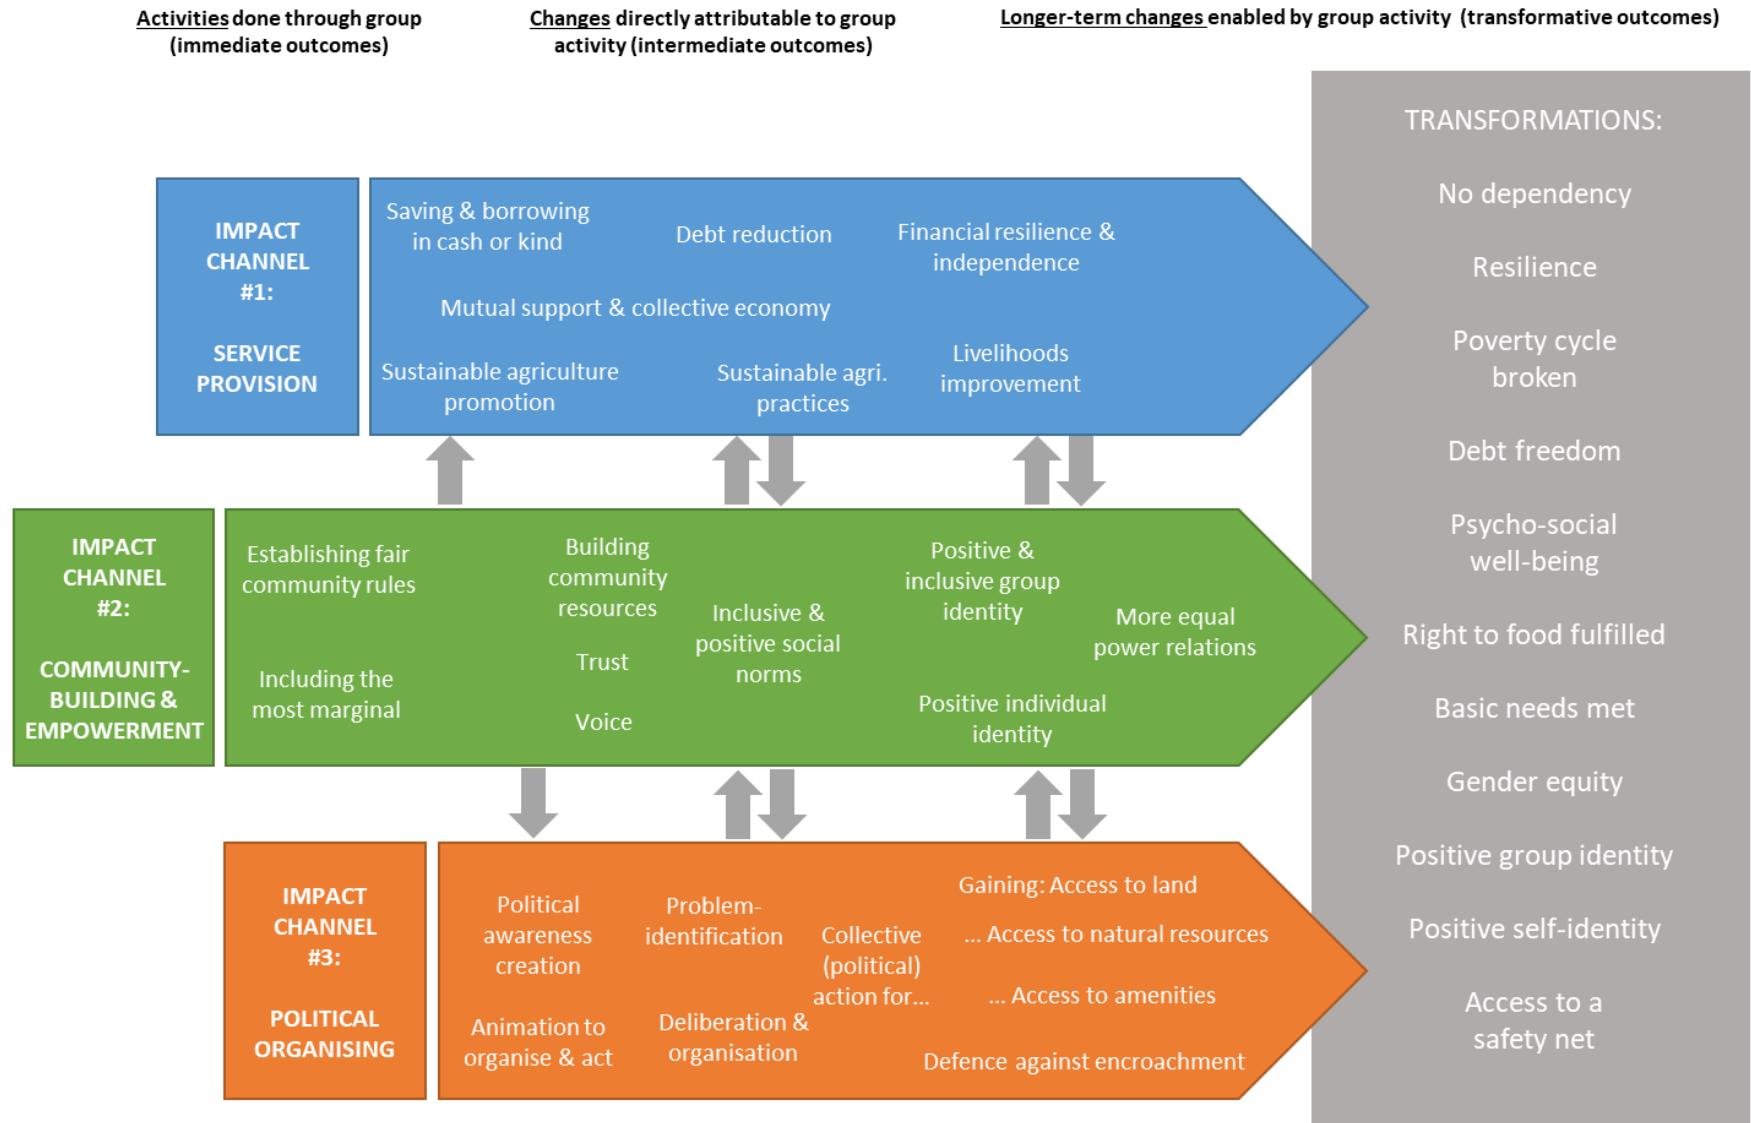 Activities done through group
(immediate outcomes)
Changes directly attributable to group
activity (intermediate outcomes)
Longer-term changes enabled by group activity (transformative outcomes)
IMPACT
CHANNEL
#1:
SERVICE
PROVISION
Saving & borrowing
in cash or kind
Debt reduction
Financial resilience &
independence
Mutual support & collective economy
Sustainable agriculture
promotion
Sustainable agri.
practices
Livelihoods
improvement
IMPACT
CHANNEL
#2:
COMMUNITY-
BUILDING &
EMPOWERMENT
Establishing fair
community rules
Including the
most marginal
Building
community
resources
Trust
Voice
Inclusive &
positive social
norms
Positive &
inclusive group
identity
Positive individual
identity
More equal
power relations
IMPACT
CHANNEL
#3:
POLITICAL
ORGANISING
Political
awareness
creation
Animation to
organise & act
Problem-
identification
Deliberation &
organisation
Collective
(political)
action for...
Gaining: Access to land
... Access to natural resources
... Access to amenities
Defence against encroachment
TRANSFORMATIONS:
No dependency
Resilience
Poverty cycle
broken
Debt freedom
Psycho-social
well-being
Right to food fulfilled
Basic needs met
Gender equity
Positive group identity
Positive self-identity
Access to a
safety net